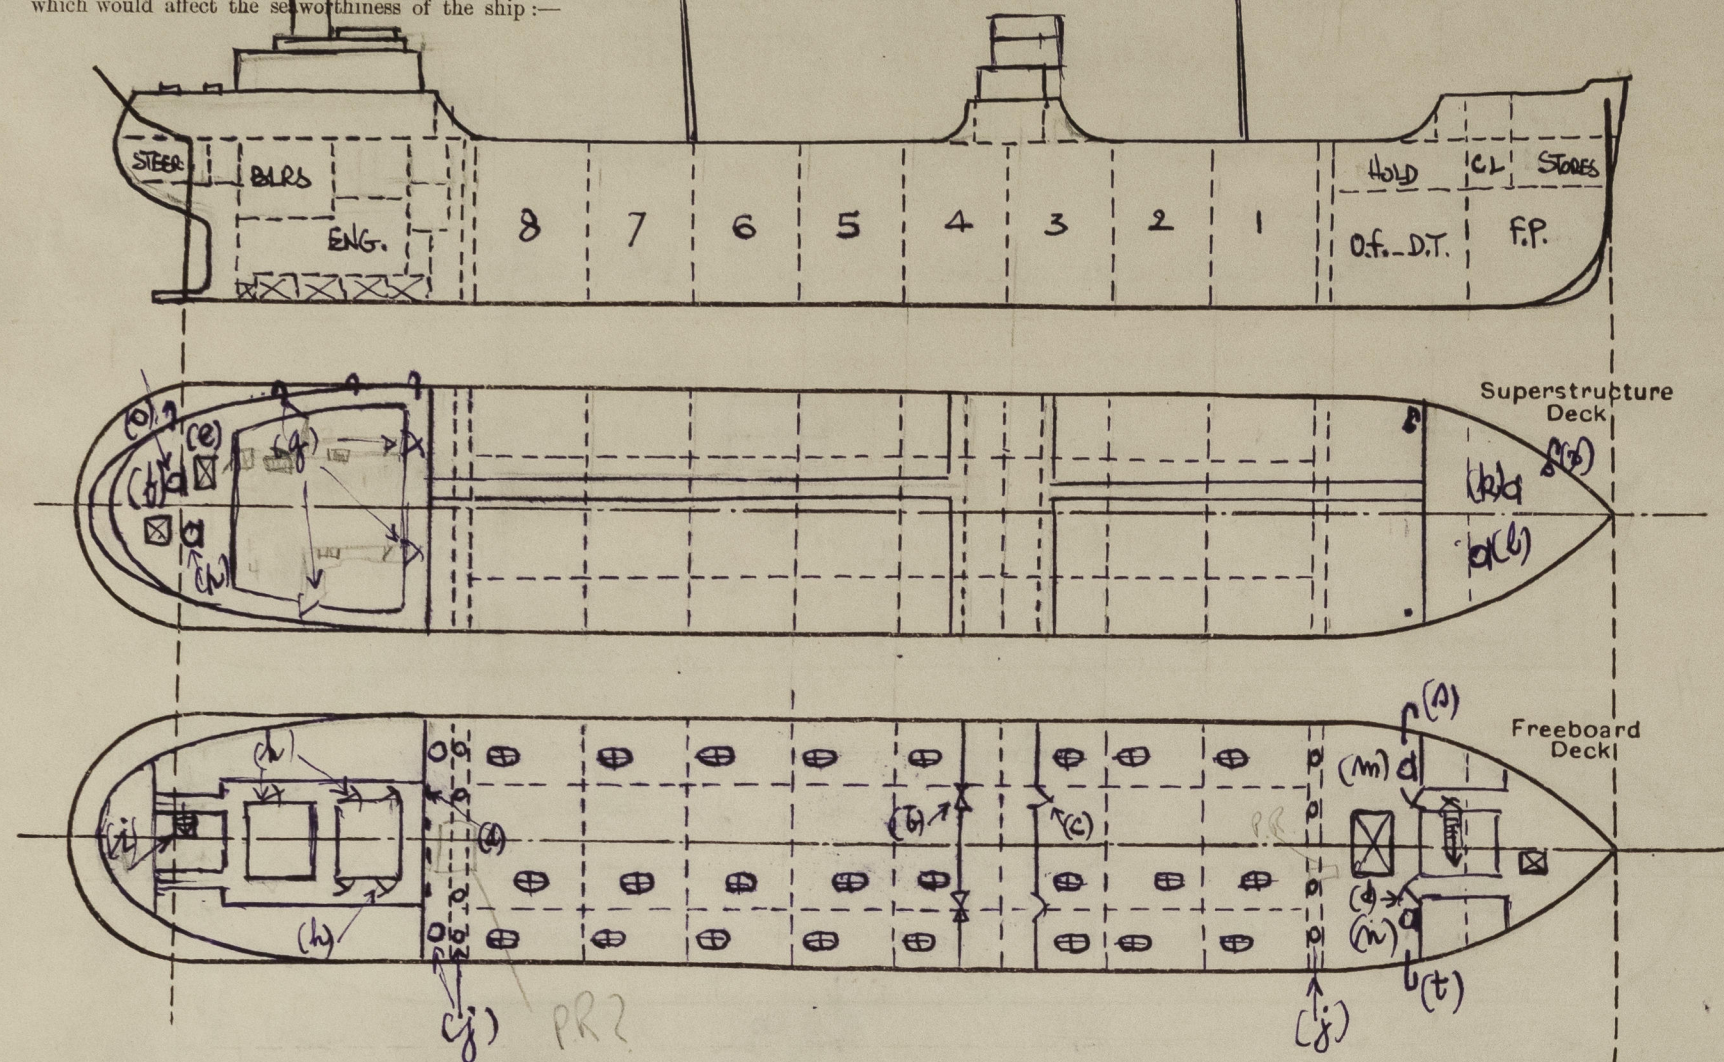 which would affect the seaworthiness of the ship :—
STEER.
BLRS
ENG.
8 7 6 5 4 3 2 1
HOLD
C L
STORES
O.f. - D.T.
F.P.
Superstructure
Deck
(o)
(e)
(g)
(f)
(h)
(k)
(l)
Freeboard
Deck
(s)
(h)
(m)
(i)
(b)
(c)
(d)
P.R.
(d)
(n)
(h)
(t)
(j)
PR?
(j)